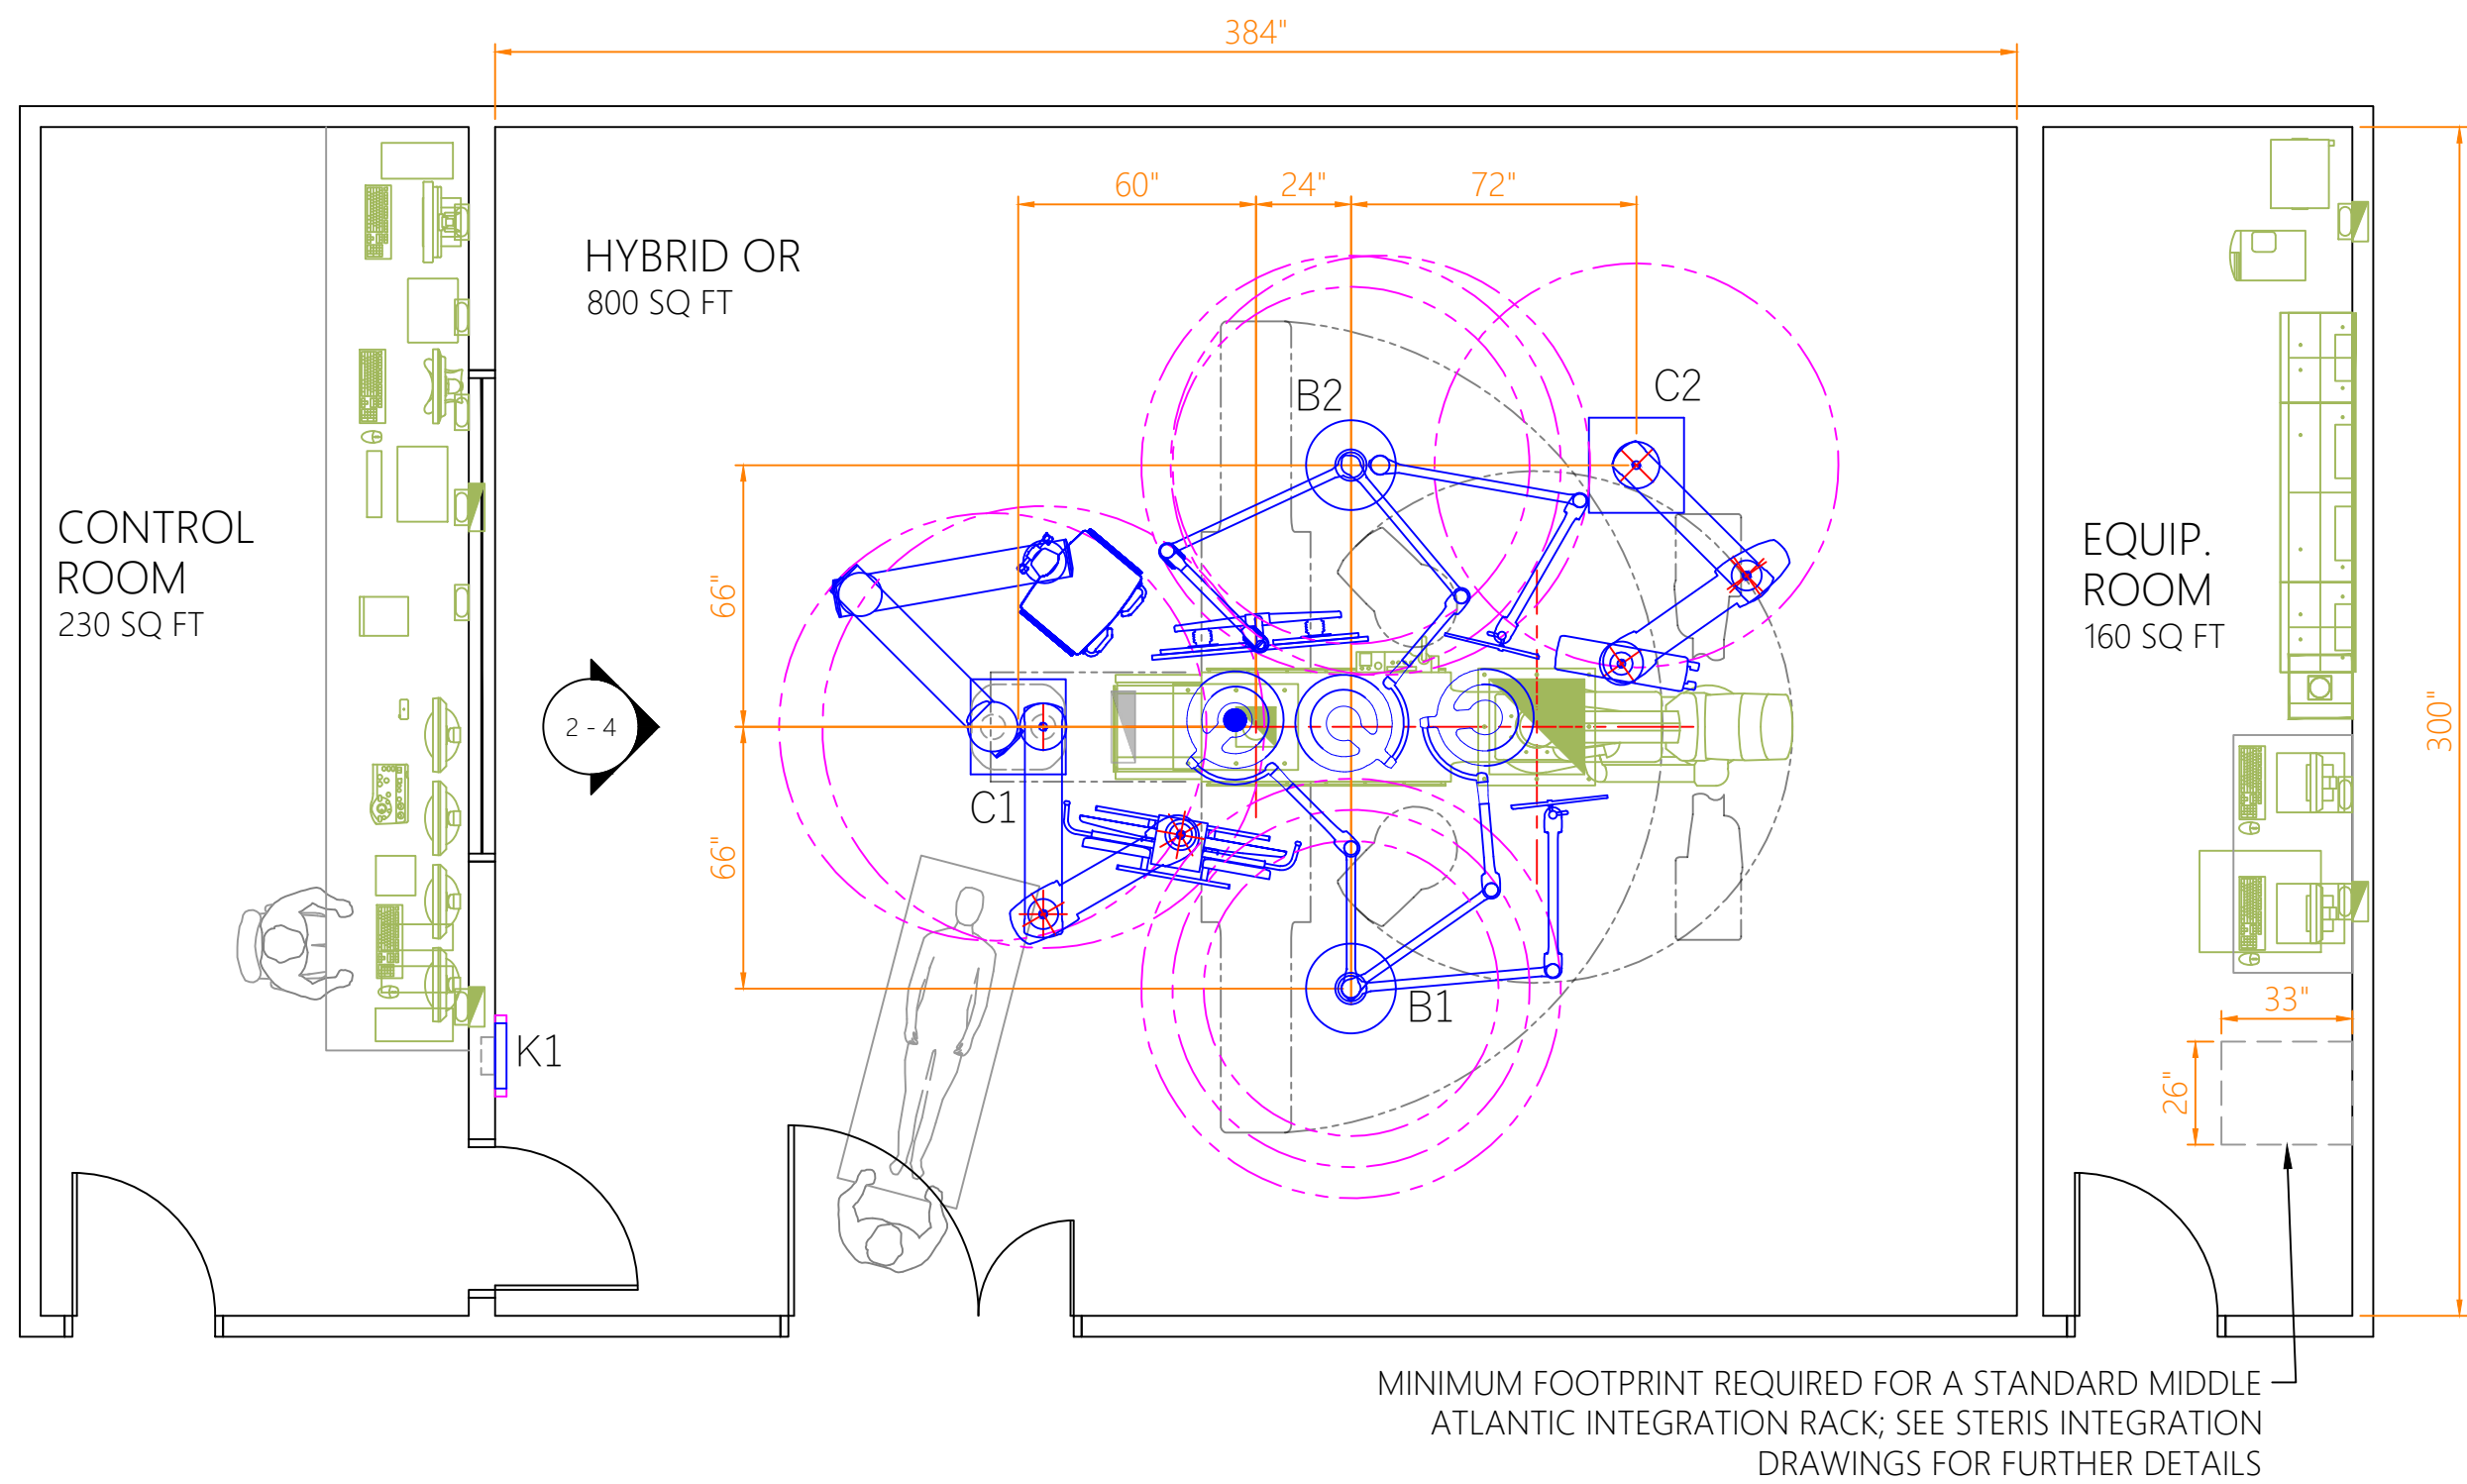 384"
60"
24"
72"
HYBRID OR
800 SQ FT
B2
C2
CONTROL
ROOM
230 SQ FT
EQUIP.
ROOM
160 SQ FT
66"
2 - 4
300"
C1
66"
B1
33"
K1
26"
MINIMUM FOOTPRINT REQUIRED FOR A STANDARD MIDDLE
ATLANTIC INTEGRATION RACK; SEE STERIS INTEGRATION
DRAWINGS FOR FURTHER DETAILS